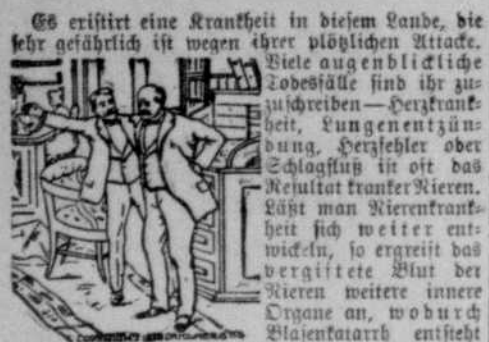 Es existirt eine Krankheit in diesem Lande, die
sehr gefährlich ist wegen ihrer plötzlichen Attacke.
Viele augenblickliche
Todesfälle sind ihr zu-
zuschreiben—Herzkrank-
heit, Lungenentzün-
dung, Herzfehler oder
Schlagfluß ist oft das
Resultat kranker Nieren.
Läßt man Nierenkrank-
heit sich weiter ent-
wickeln, so ergreift das
vergiftete Blut der
Nieren weitere innere
Organe an, wodurch
Blasenkatarrh entsteht